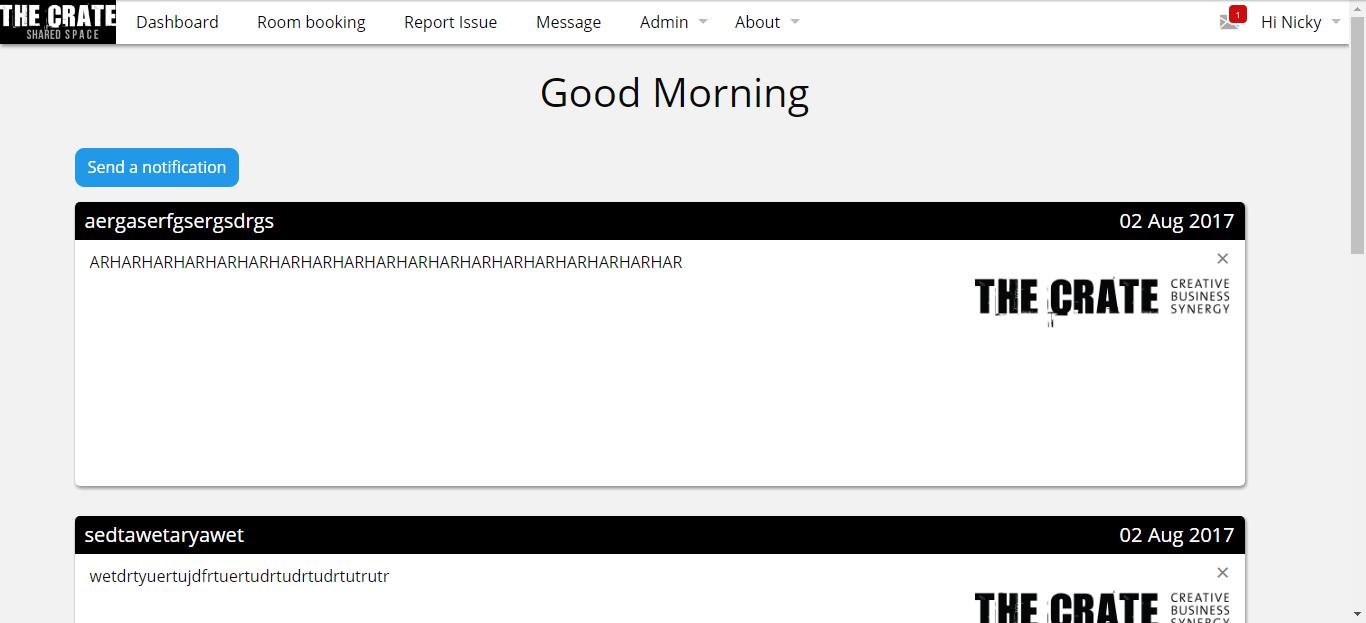 THE CRATE
SHARED SPACE
Dashboard Room booking Report Issue Message Admin About 1 Hi Nicky
Good Morning
Send a notification
aergaserfgsergsdrgs 02 Aug 2017
ARHARHARHARHARHARHARHARHARHARHARHARHARHARHARHARHARHARHARHAR
THE CRATE CREATIVE
BUSINESS
SYNERGY
sedtawetaryawet 02 Aug 2017
wetdrtyuertujdfrtuertudrtudrtudrtutrutr
THE CRATE CREATIVE
BUSINESS
SYNERGY